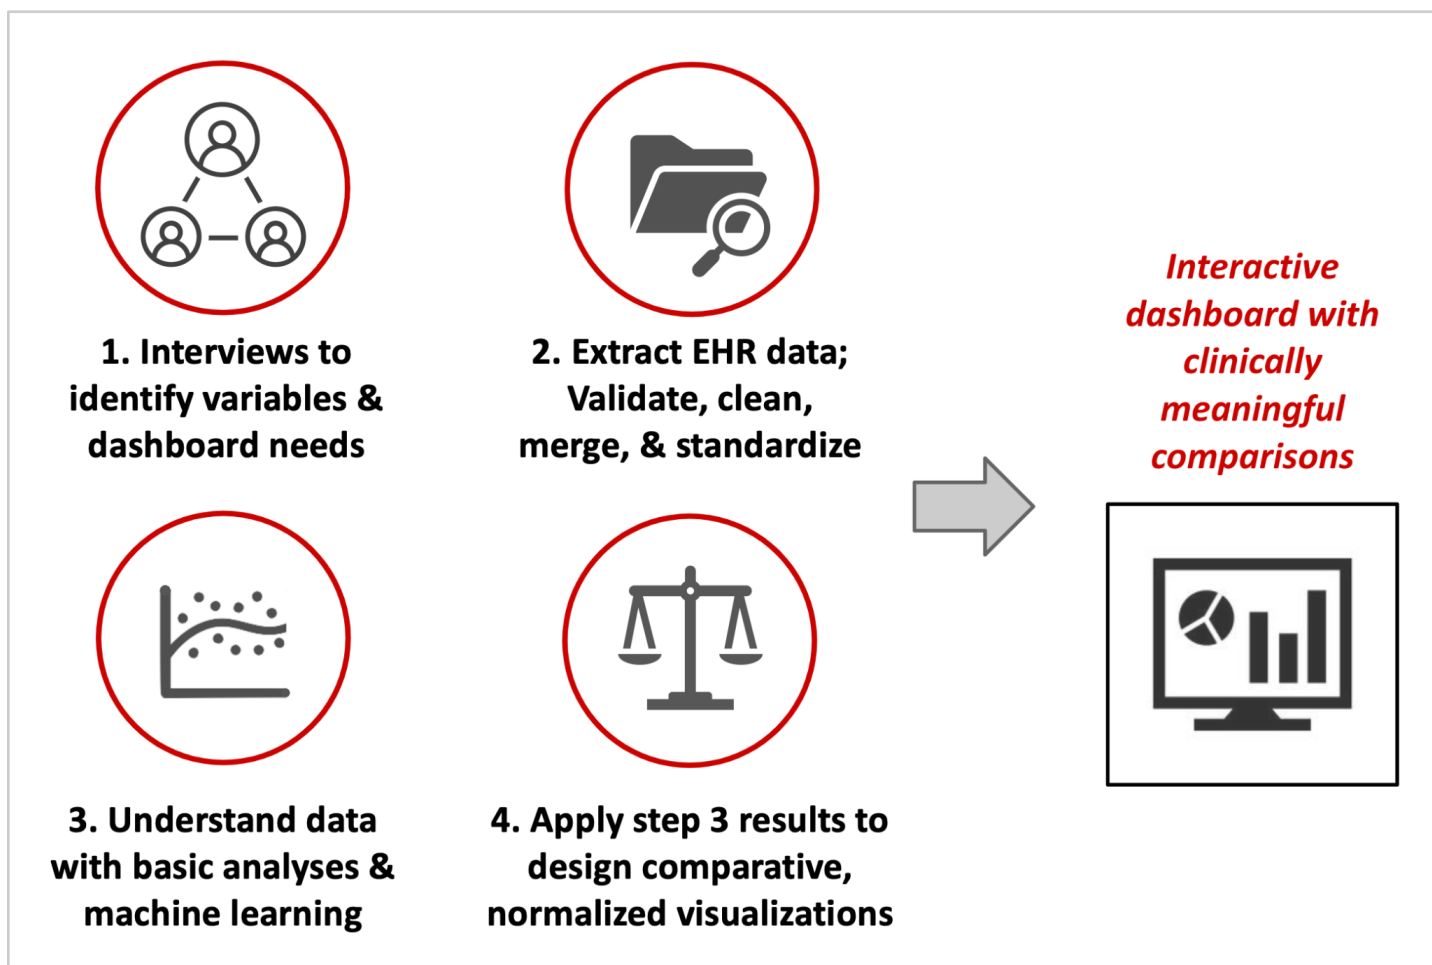 1. Interviews to
identify variables &
dashboard needs
2. Extract EHR data;
Validate, clean,
merge, & standardize
3. Understand data
with basic analyses &
machine learning
4. Apply step 3 results to
design comparative,
normalized visualizations
Interactive
dashboard with
clinically
meaningful
comparisons